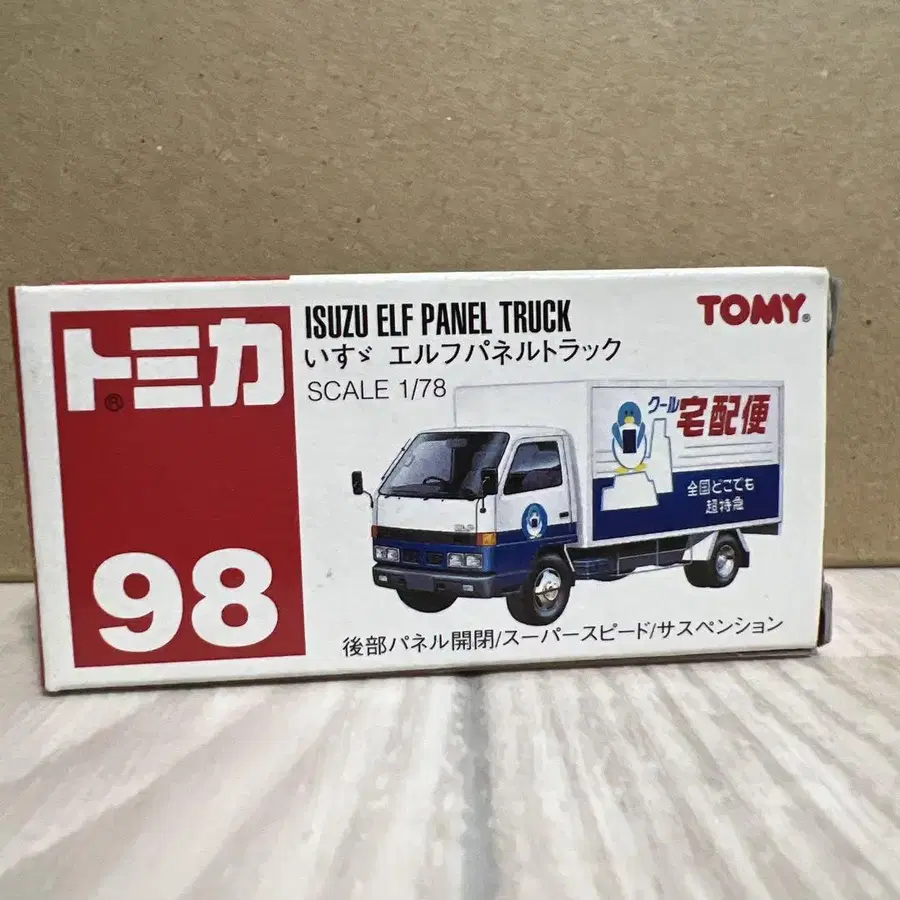 トミカ®
98
ISUZU ELF PANEL TRUCK
いすゞ エルフパネルトラック
SCALE 1/78
TOMY®
クール 宅配便
全国どこでも
超特急
後部パネル開閉/スーパースピード/サスペンション